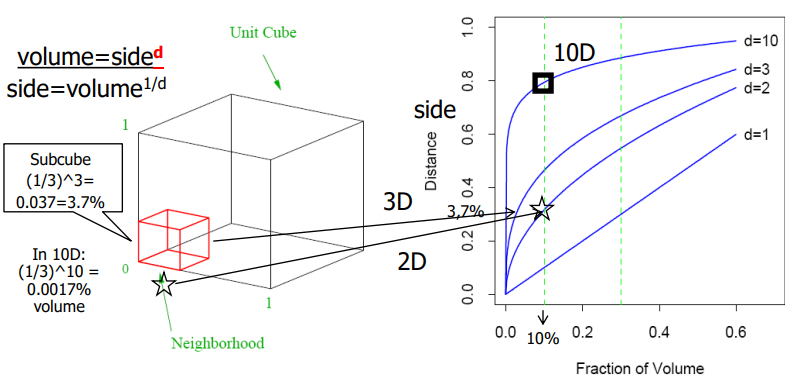 volume=side^d
side=volume^1/d
Unit Cube
1
Subcube
(1/3)^3=
0.037=3.7%
In 10D:
(1/3)^10 =
0.0017%
volume
0
1
Neighborhood
3D
2D
side
Distance
0.0
0.2
0.4
0.6
0.8
1.0
3,7%
10D
d=10
d=3
d=2
d=1
0.0
0.2
0.4
0.6
10%
Fraction of Volume